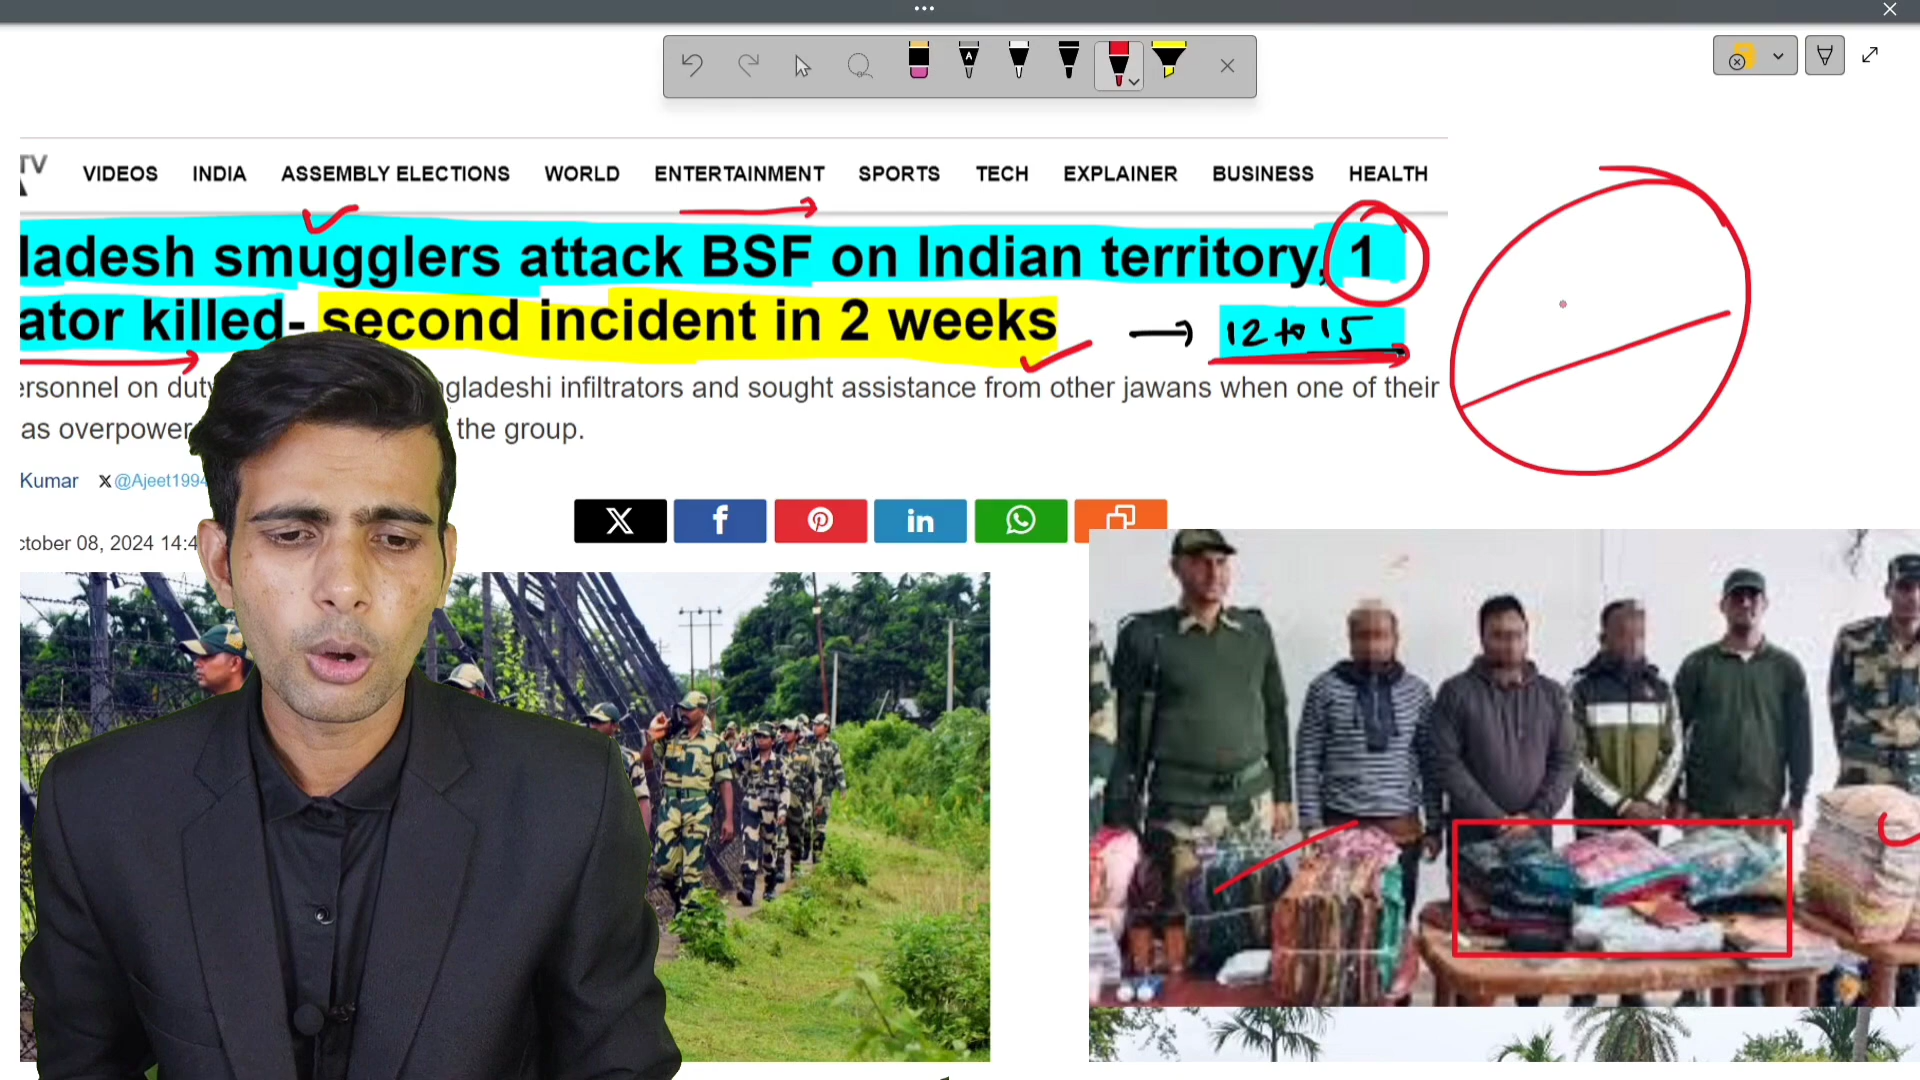 TV VIDEOS INDIA ASSEMBLY ELECTIONS WORLD ENTERTAINMENT SPORTS TECH EXPLAINER BUSINESS HEALTH
ladesh smugglers attack BSF on Indian territory, 1
ator killed- second incident in 2 weeks → 12 to 15
ersonnel on duty gladeshi infiltrators and sought assistance from other jawans when one of their
as overpower the group.
Kumar X @Ajeet1994
ctober 08, 2024 14:4